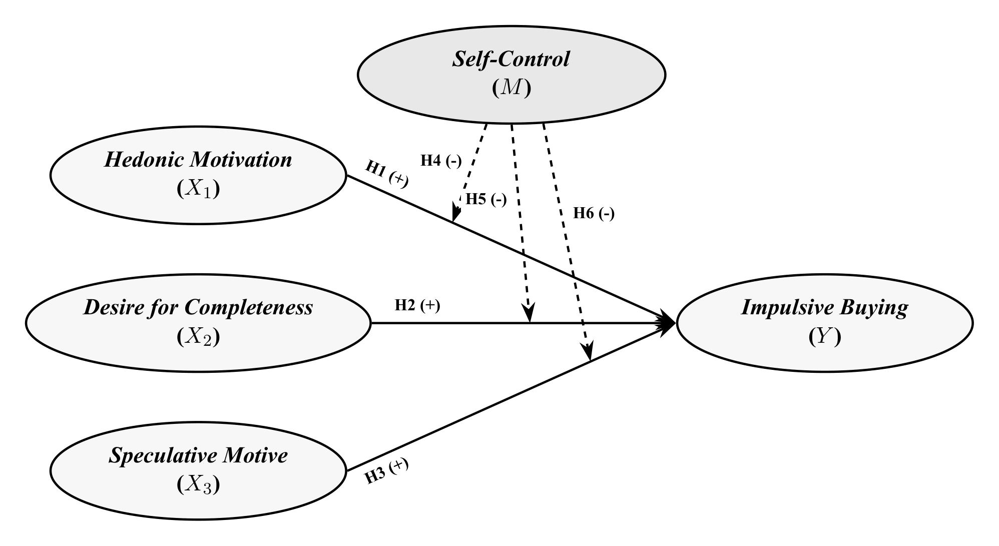 Self-Control
(M)
Hedonic Motivation
(X₁)
H1 (+)
H4 (-)
H5 (-)
H6 (-)
Desire for Completeness
(X₂)
H2 (+)
Impulsive Buying
(Y)
Speculative Motive
(X₃)
H3 (+)